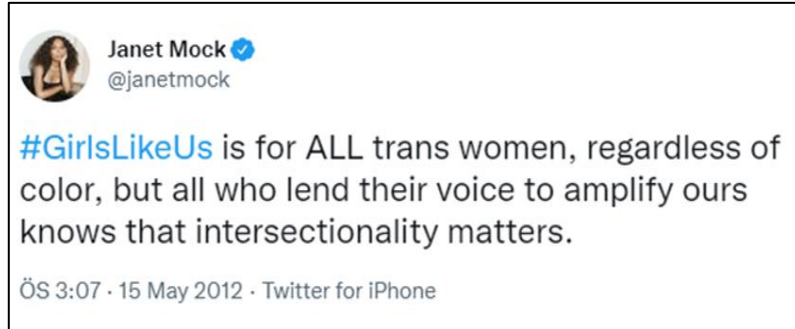 Janet Mock
@janetmock
#GirlsLikeUs is for ALL trans women, regardless of
color, but all who lend their voice to amplify ours
knows that intersectionality matters.
ÖS 3:07 · 15 May 2012 · Twitter for iPhone